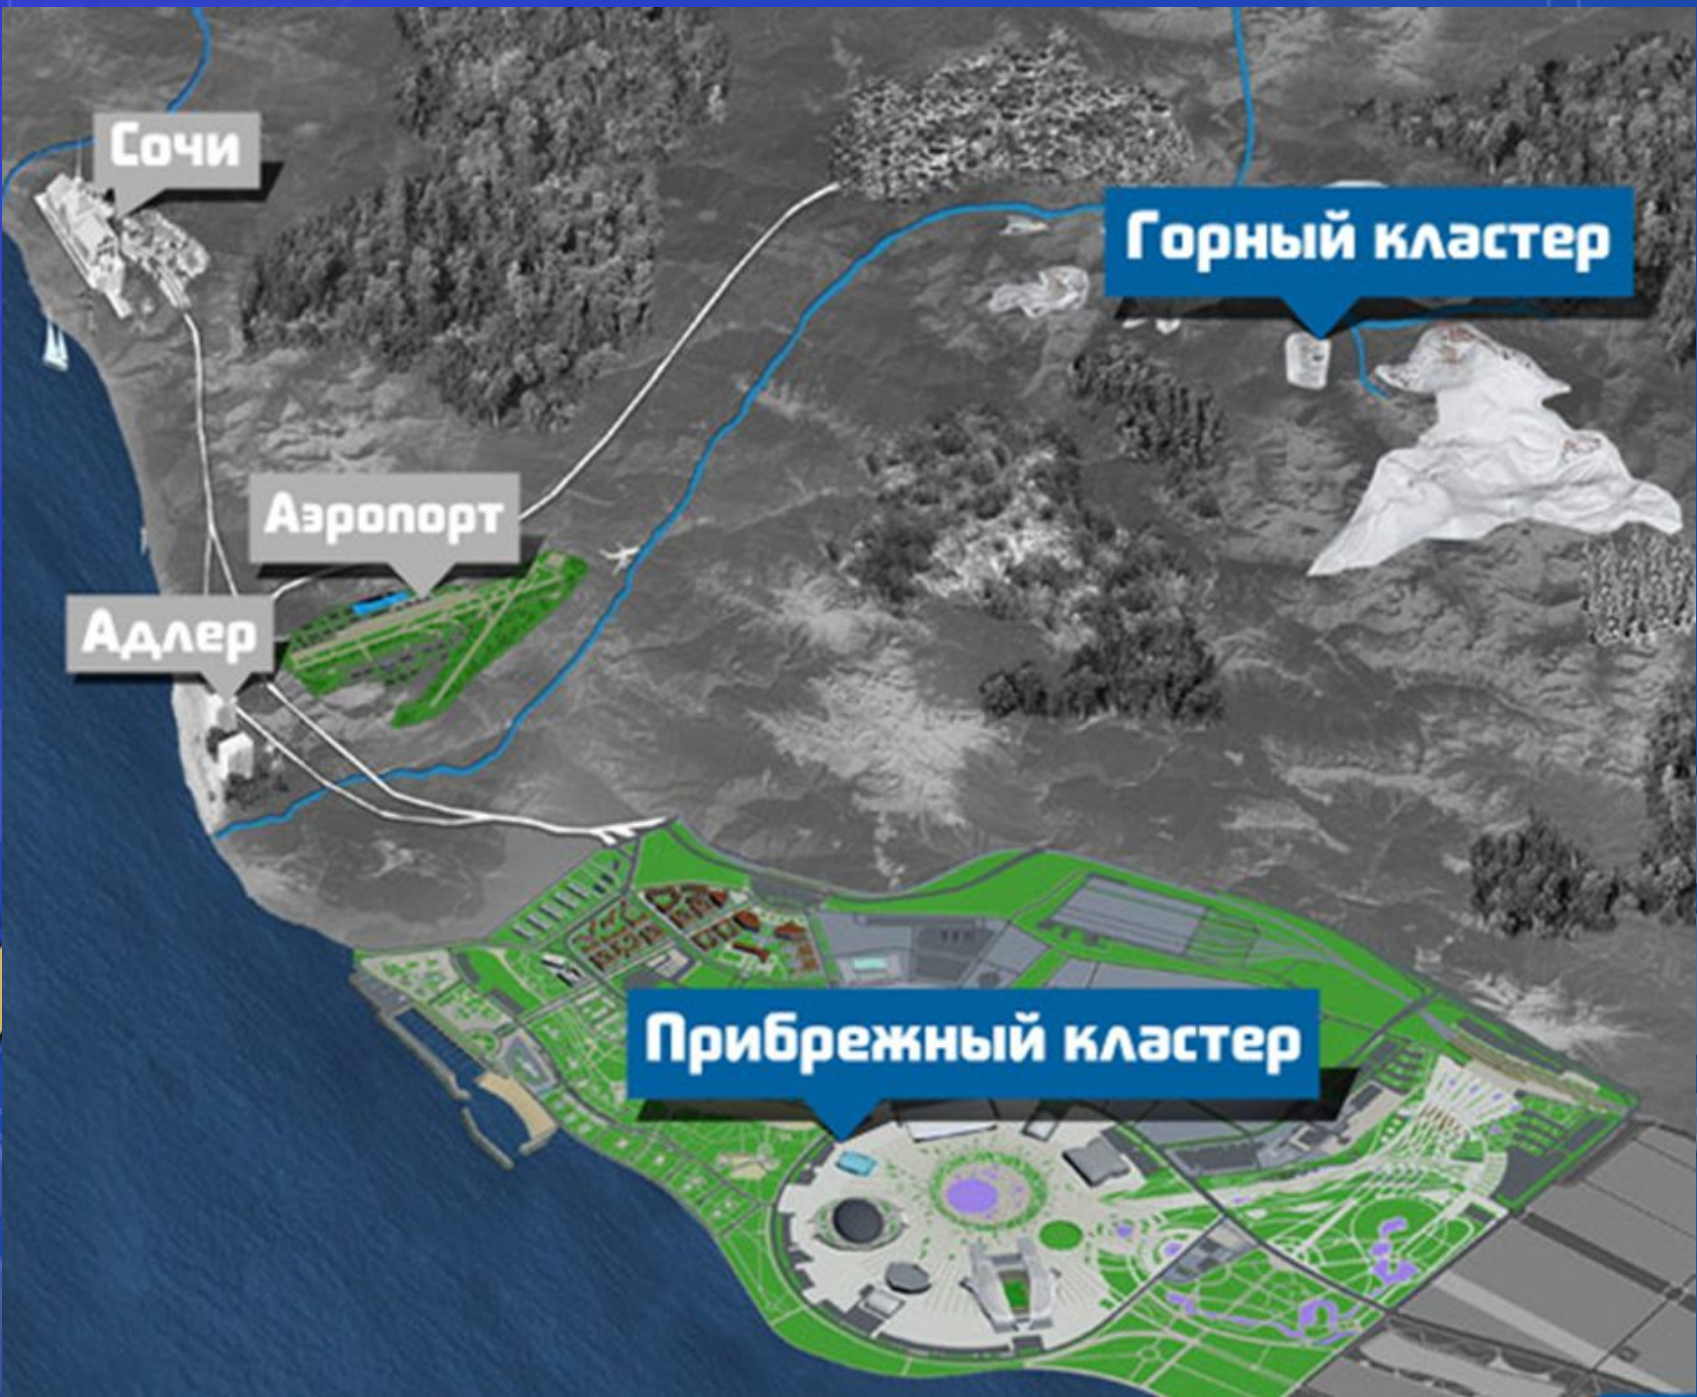 Сочи
Горный кластер
Аэропорт
Адлер
Прибрежный кластер